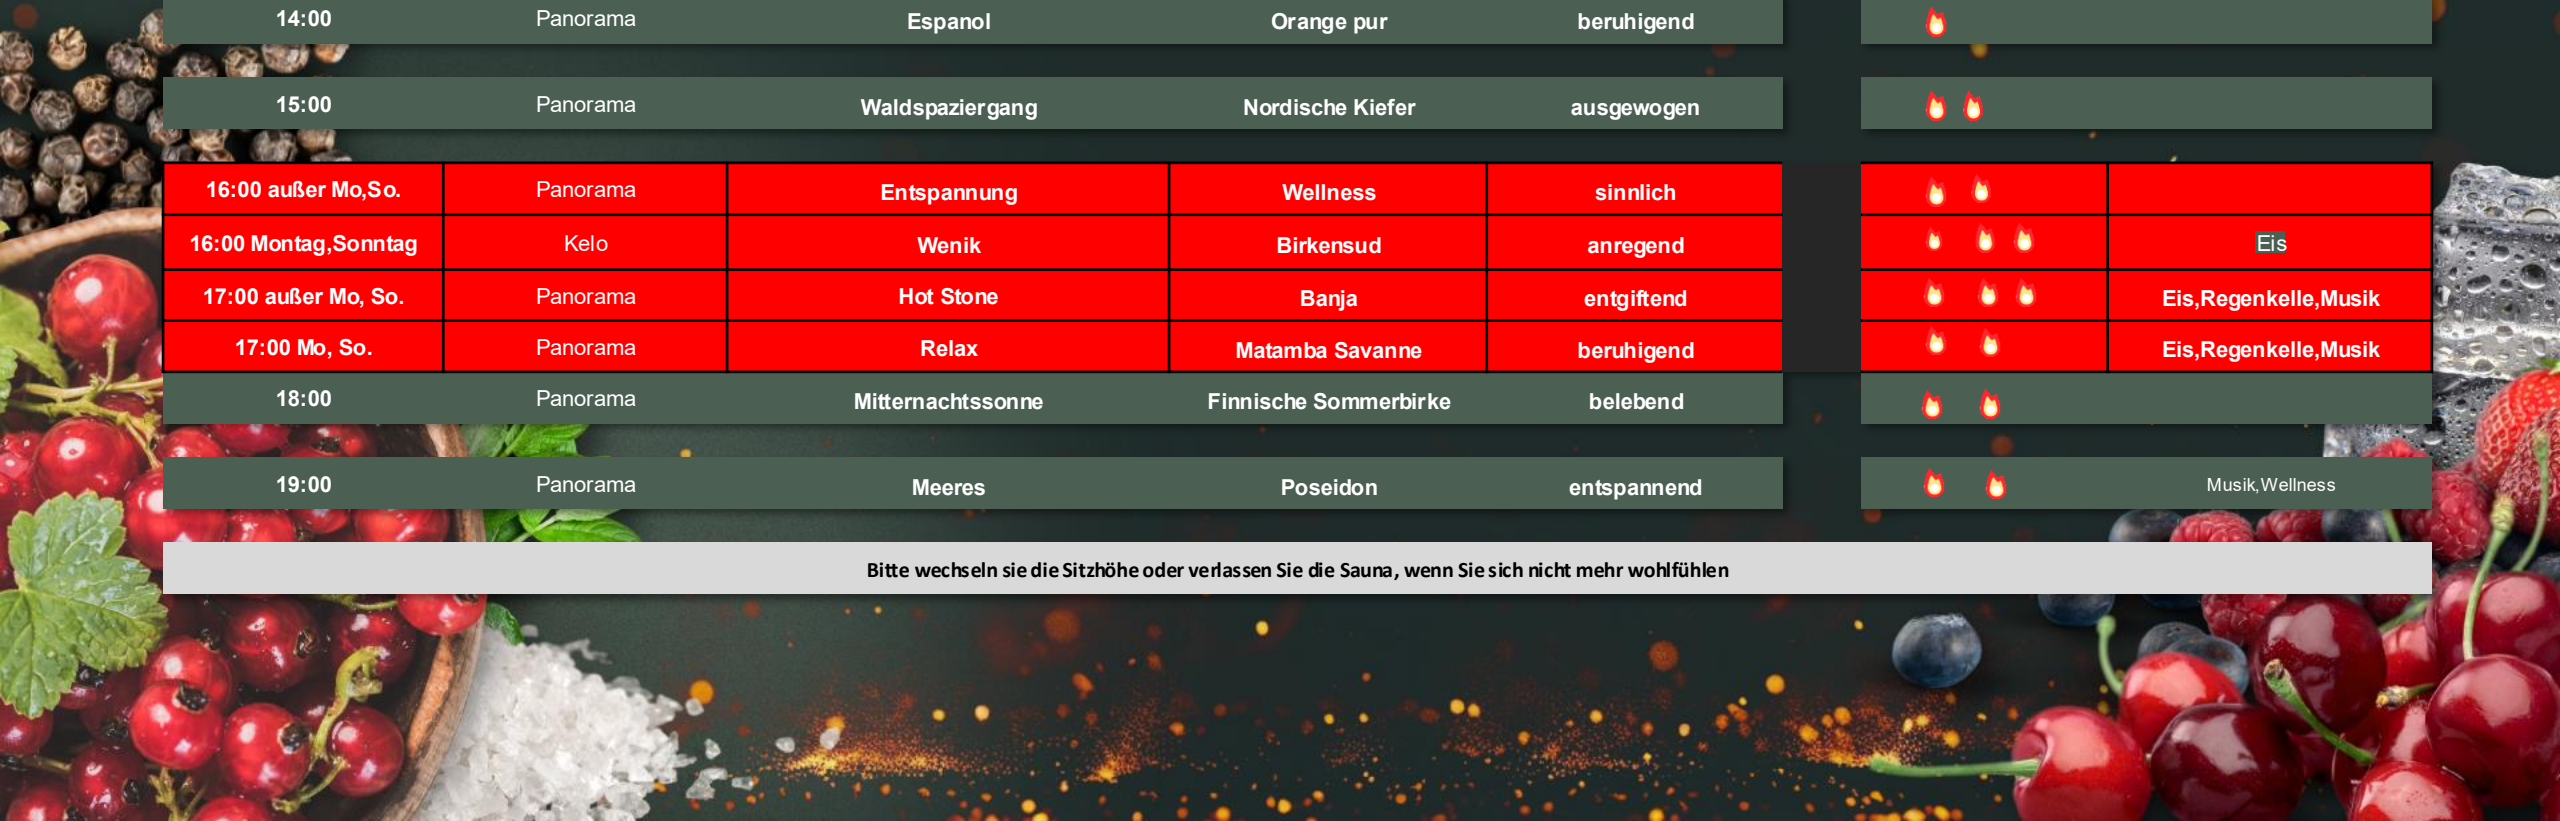 14:00 Panorama Espanol Orange pur beruhigend
15:00 Panorama Waldspaziergang Nordische Kiefer ausgewogen
16:00 außer Mo,So. Panorama Entspannung Wellness sinnlich
16:00 Montag,Sonntag Kelo Wenik Birkensud anregend Eis
17:00 außer Mo, So. Panorama Hot Stone Banja entgiftend Eis,Regenkelle,Musik
17:00 Mo, So. Panorama Relax Matamba Savanne beruhigend Eis,Regenkelle,Musik
18:00 Panorama Mitternachtssonne Finnische Sommerbirke belebend
19:00 Panorama Meeres Poseidon entspannend Musik,Wellness
Bitte wechseln sie die Sitzhöhe oder verlassen Sie die Sauna, wenn Sie sich nicht mehr wohlfühlen